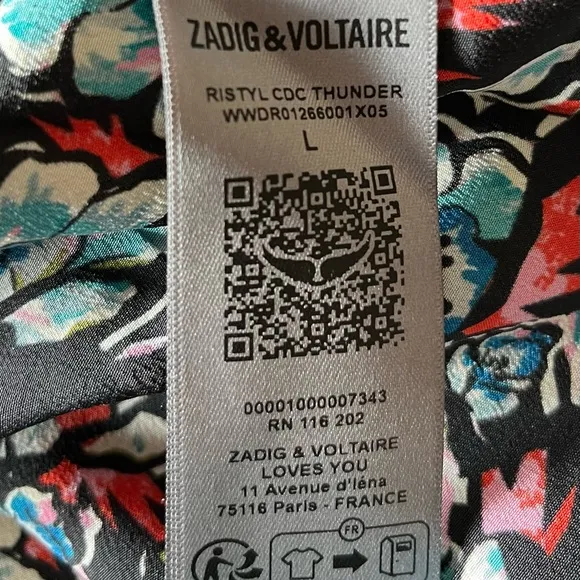 ZADIG & VOLTAIRE
RISTYL CDC THUNDER
WWDR01266001X05
L
00001000007343
RN 116 202
ZADIG & VOLTAIRE
LOVES YOU
11 Avenue d'Iéna
75116 Paris - FRANCE
FR